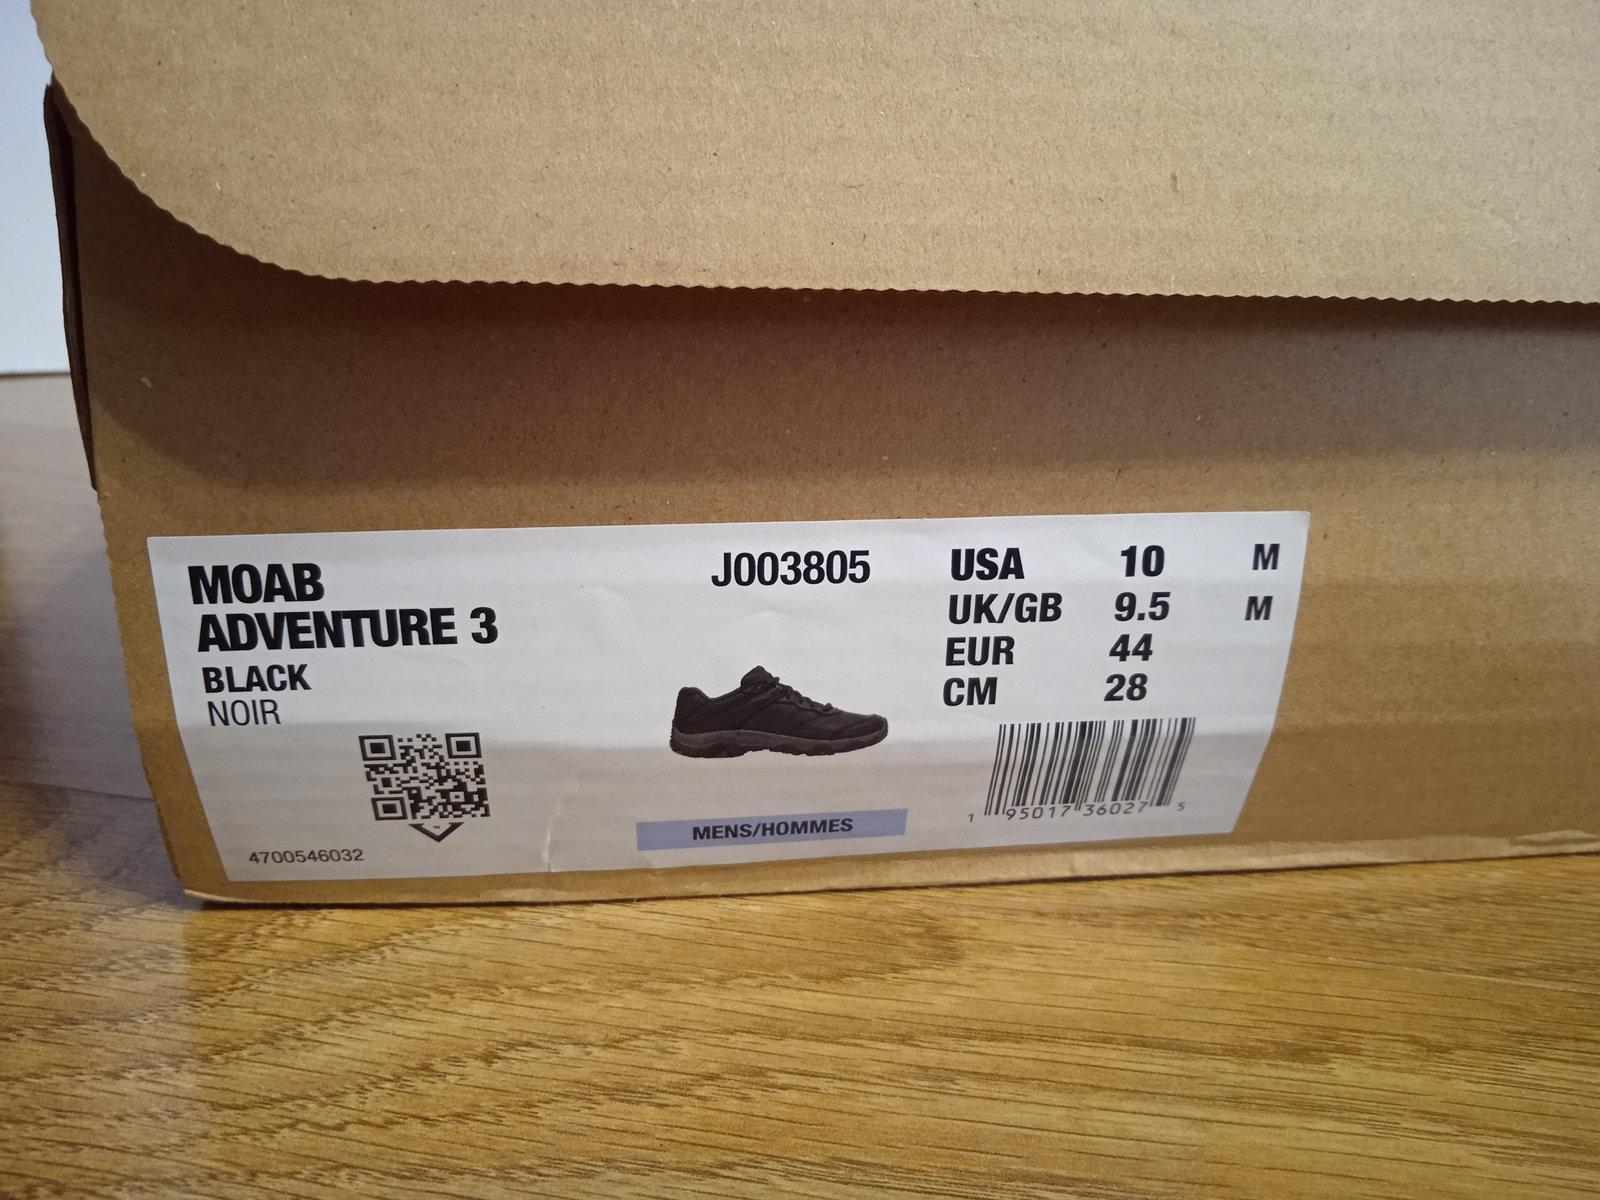 MOAB
ADVENTURE 3
BLACK
NOIR
4700546032
J003805
MENS/HOMMES
USA 10 M
UK/GB 9.5 M
EUR 44
CM 28
1 95017 36027 5